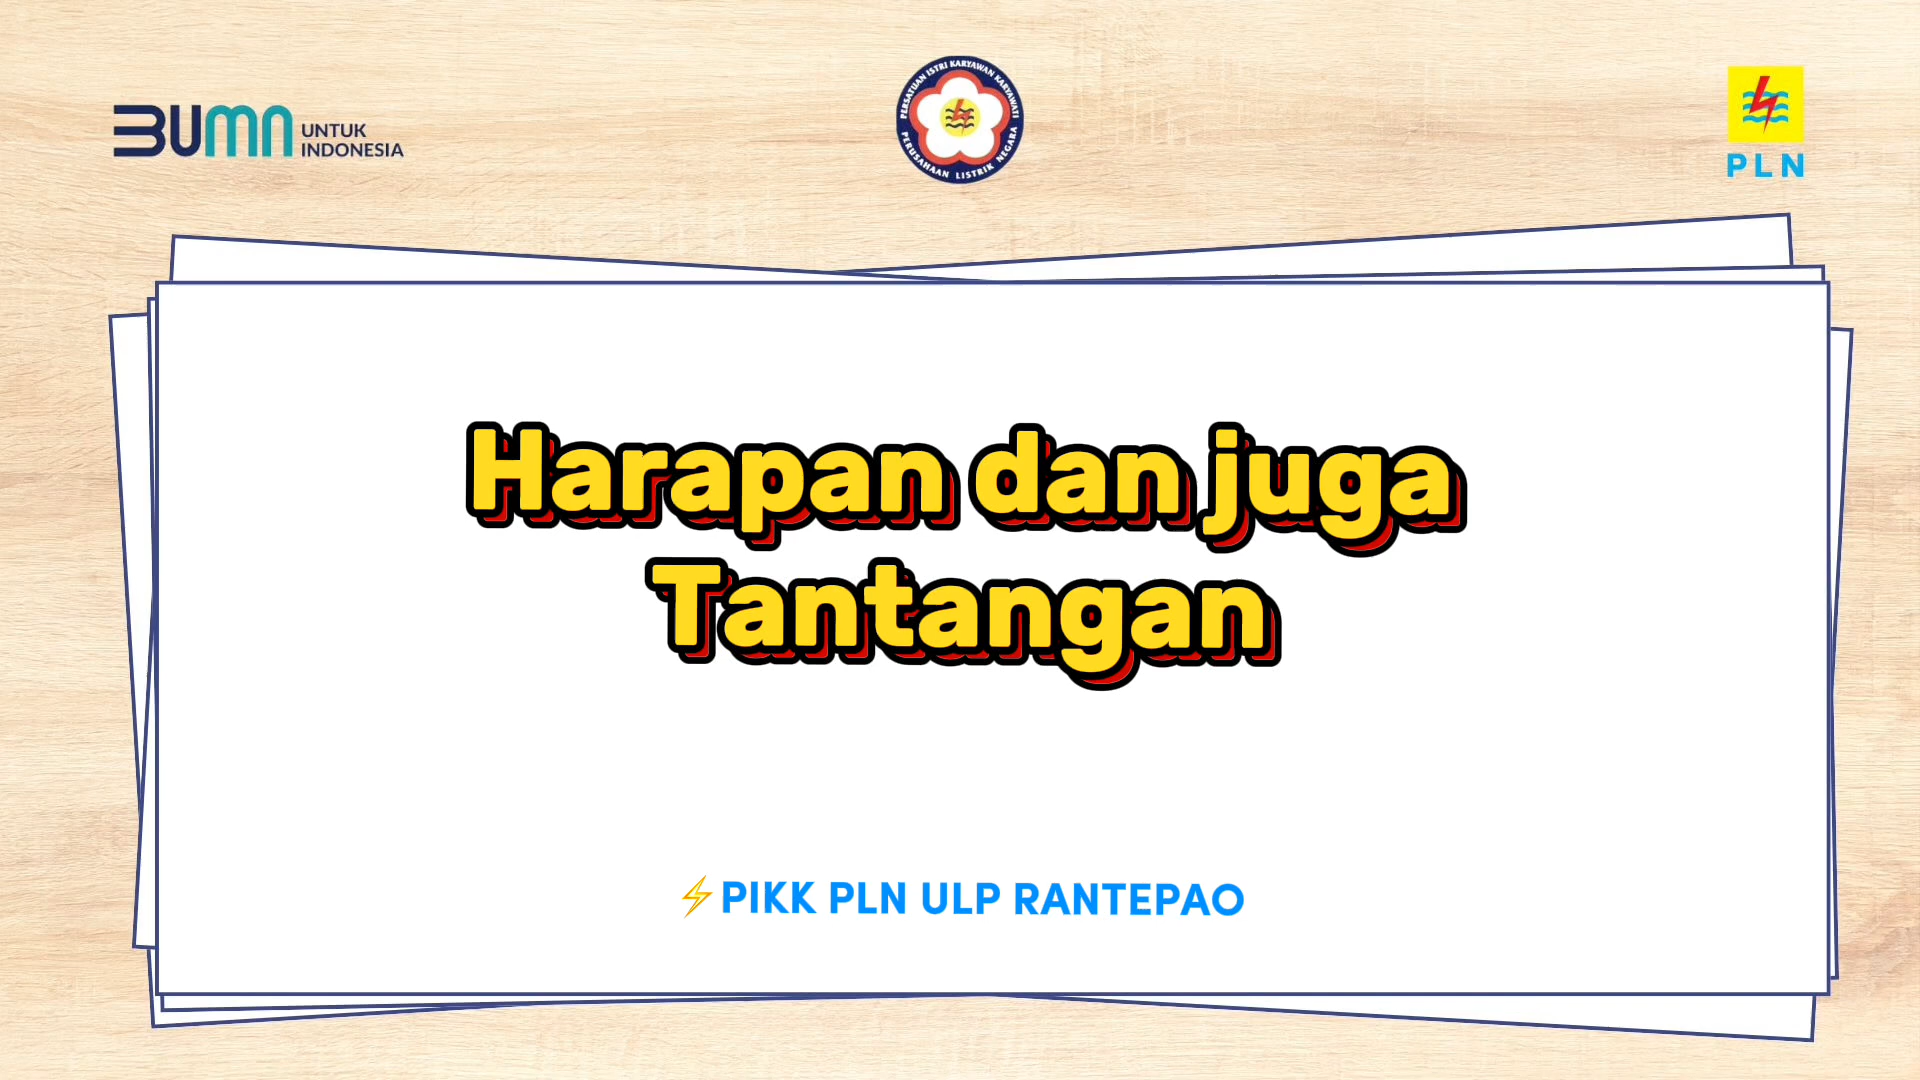 BUMN UNTUK
INDONESIA
PERSATUAN ISTRI KARYAWAN KARYAWATI
PERUSAHAAN LISTRIK NEGARA
PLN
Harapan dan juga
Tantangan
⚡PIKK PLN ULP RANTEPAO